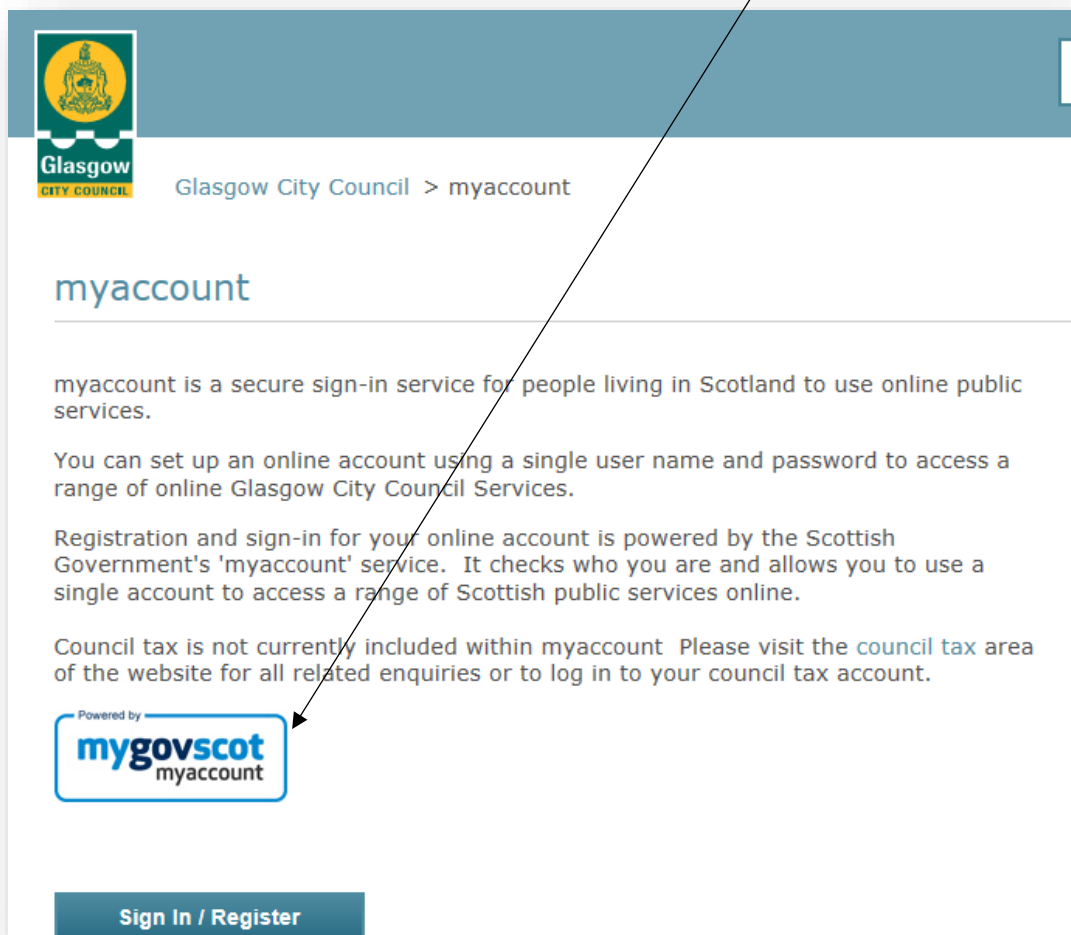 Glasgow
CITY COUNCIL
Glasgow City Council > myaccount
myaccount
myaccount is a secure sign-in service for people living in Scotland to use online public
services.
You can set up an online account using a single user name and password to access a
range of online Glasgow City Council Services.
Registration and sign-in for your online account is powered by the Scottish
Government's 'myaccount' service.  It checks who you are and allows you to use a
single account to access a range of Scottish public services online.
Council tax is not currently included within myaccount  Please visit the council tax area
of the website for all related enquiries or to log in to your council tax account.
Powered by
mygovscot
myaccount
Sign In / Register